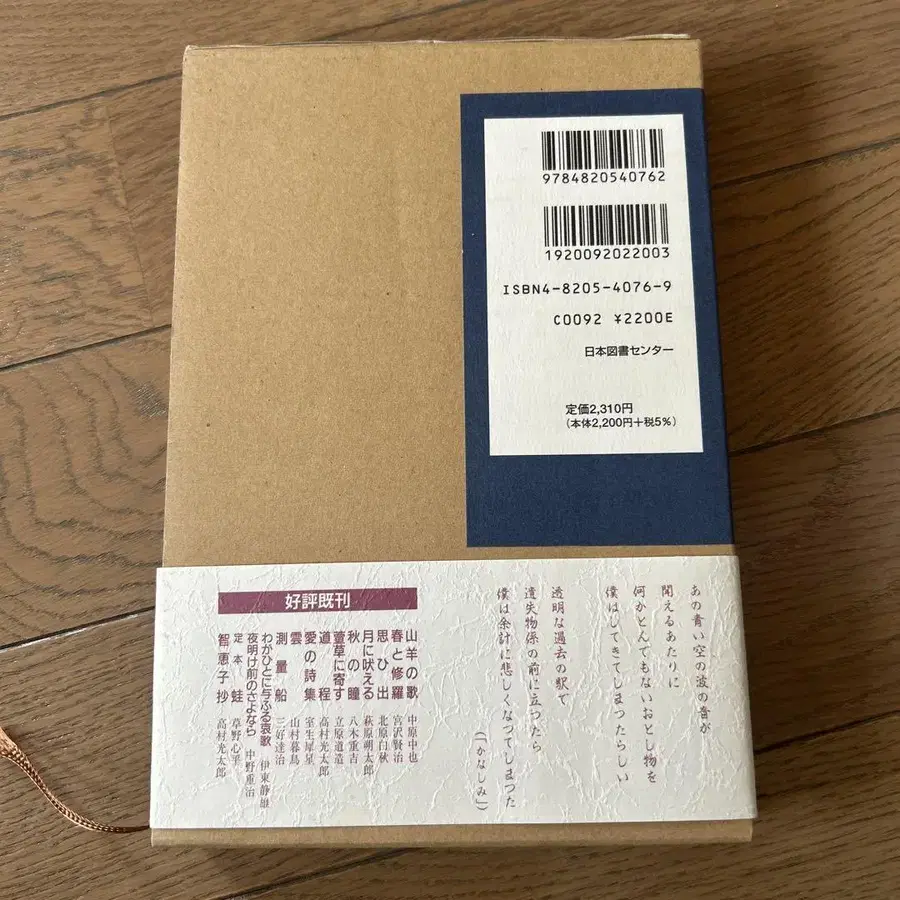 9784820540762
1920092022003
ISBN4-8205-4076-9
C0092 ¥2200E
日本図書センター
定価2,310円
(本体2,200円+税5%)
あの青い空の波の音が
聞えるあたりに
何かとんでもないおとし物を
僕はしてきてしまつたらしい
透明な過去の駅で
遺失物係の前に立つたら
僕は余計に悲しくなつてしまつた
(「かなしみ」)
好評既刊
山羊の歌 中原中也
春と修羅 宮沢賢治
思ひ出 北原白秋
月に吠える 萩原朔太郎
秋の瞳 八木重吉
萱草に寄す 立原道造
道程 高村光太郎
愛の詩集 室生犀星
雲 山村暮鳥
測量船 三好達治
わがひとに与ふる哀歌 伊東静雄
夜明け前のさよなら 中野重治
定本 蛙 草野心平
智恵子抄 高村光太郎